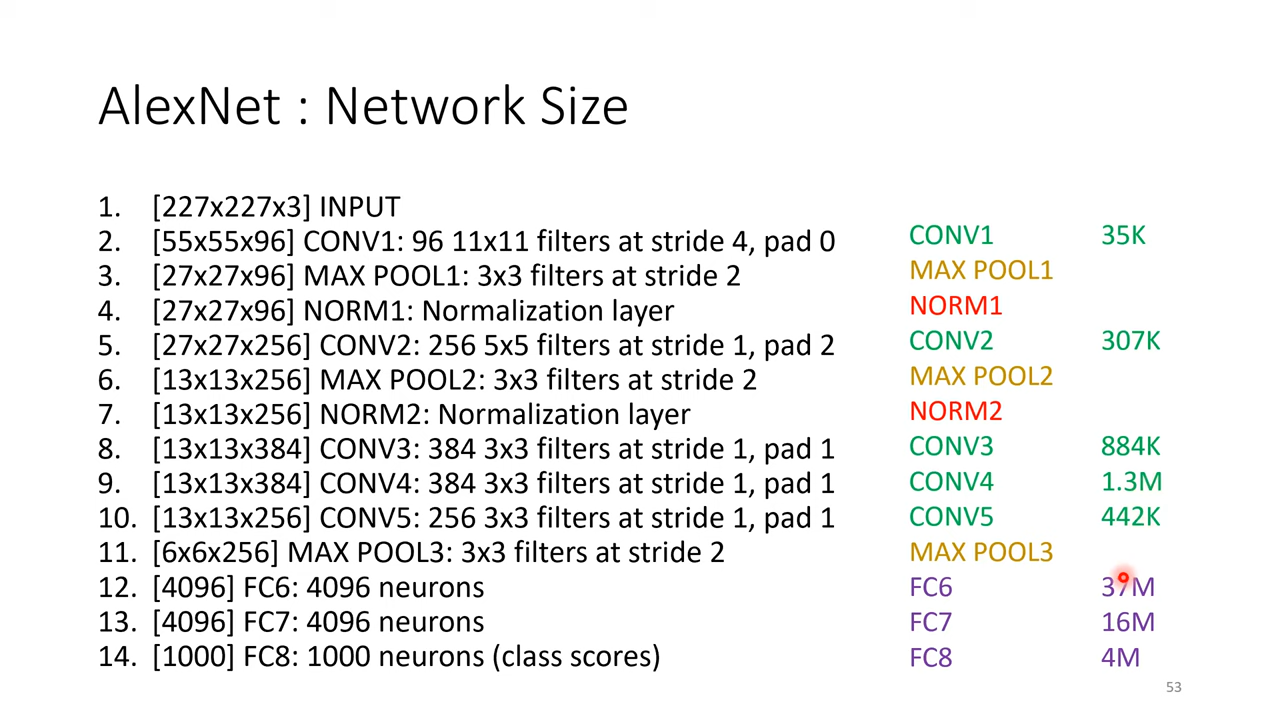 AlexNet : Network Size
1. [227x227x3] INPUT
2. [55x55x96] CONV1: 96 11x11 filters at stride 4, pad 0
3. [27x27x96] MAX POOL1: 3x3 filters at stride 2
4. [27x27x96] NORM1: Normalization layer
5. [27x27x256] CONV2: 256 5x5 filters at stride 1, pad 2
6. [13x13x256] MAX POOL2: 3x3 filters at stride 2
7. [13x13x256] NORM2: Normalization layer
8. [13x13x384] CONV3: 384 3x3 filters at stride 1, pad 1
9. [13x13x384] CONV4: 384 3x3 filters at stride 1, pad 1
10. [13x13x256] CONV5: 256 3x3 filters at stride 1, pad 1
11. [6x6x256] MAX POOL3: 3x3 filters at stride 2
12. [4096] FC6: 4096 neurons
13. [4096] FC7: 4096 neurons
14. [1000] FC8: 1000 neurons (class scores)
CONV1 35K
MAX POOL1
NORM1
CONV2 307K
MAX POOL2
NORM2
CONV3 884K
CONV4 1.3M
CONV5 442K
MAX POOL3
FC6 37M
FC7 16M
FC8 4M
53